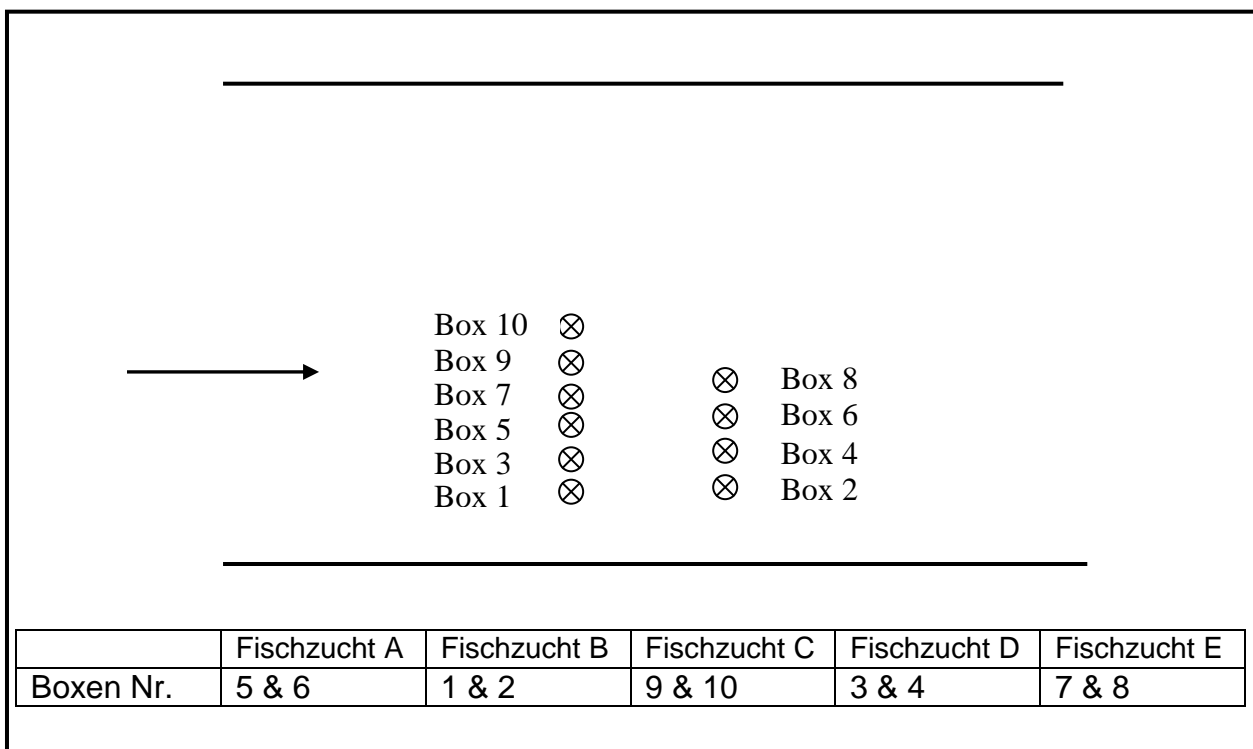 Box 10
Box 9
Box 7
Box 5
Box 3
Box 1
Box 8
Box 6
Box 4
Box 2
Fischzucht A Fischzucht B Fischzucht C Fischzucht D Fischzucht E
Boxen Nr. 5 & 6 1 & 2 9 & 10 3 & 4 7 & 8